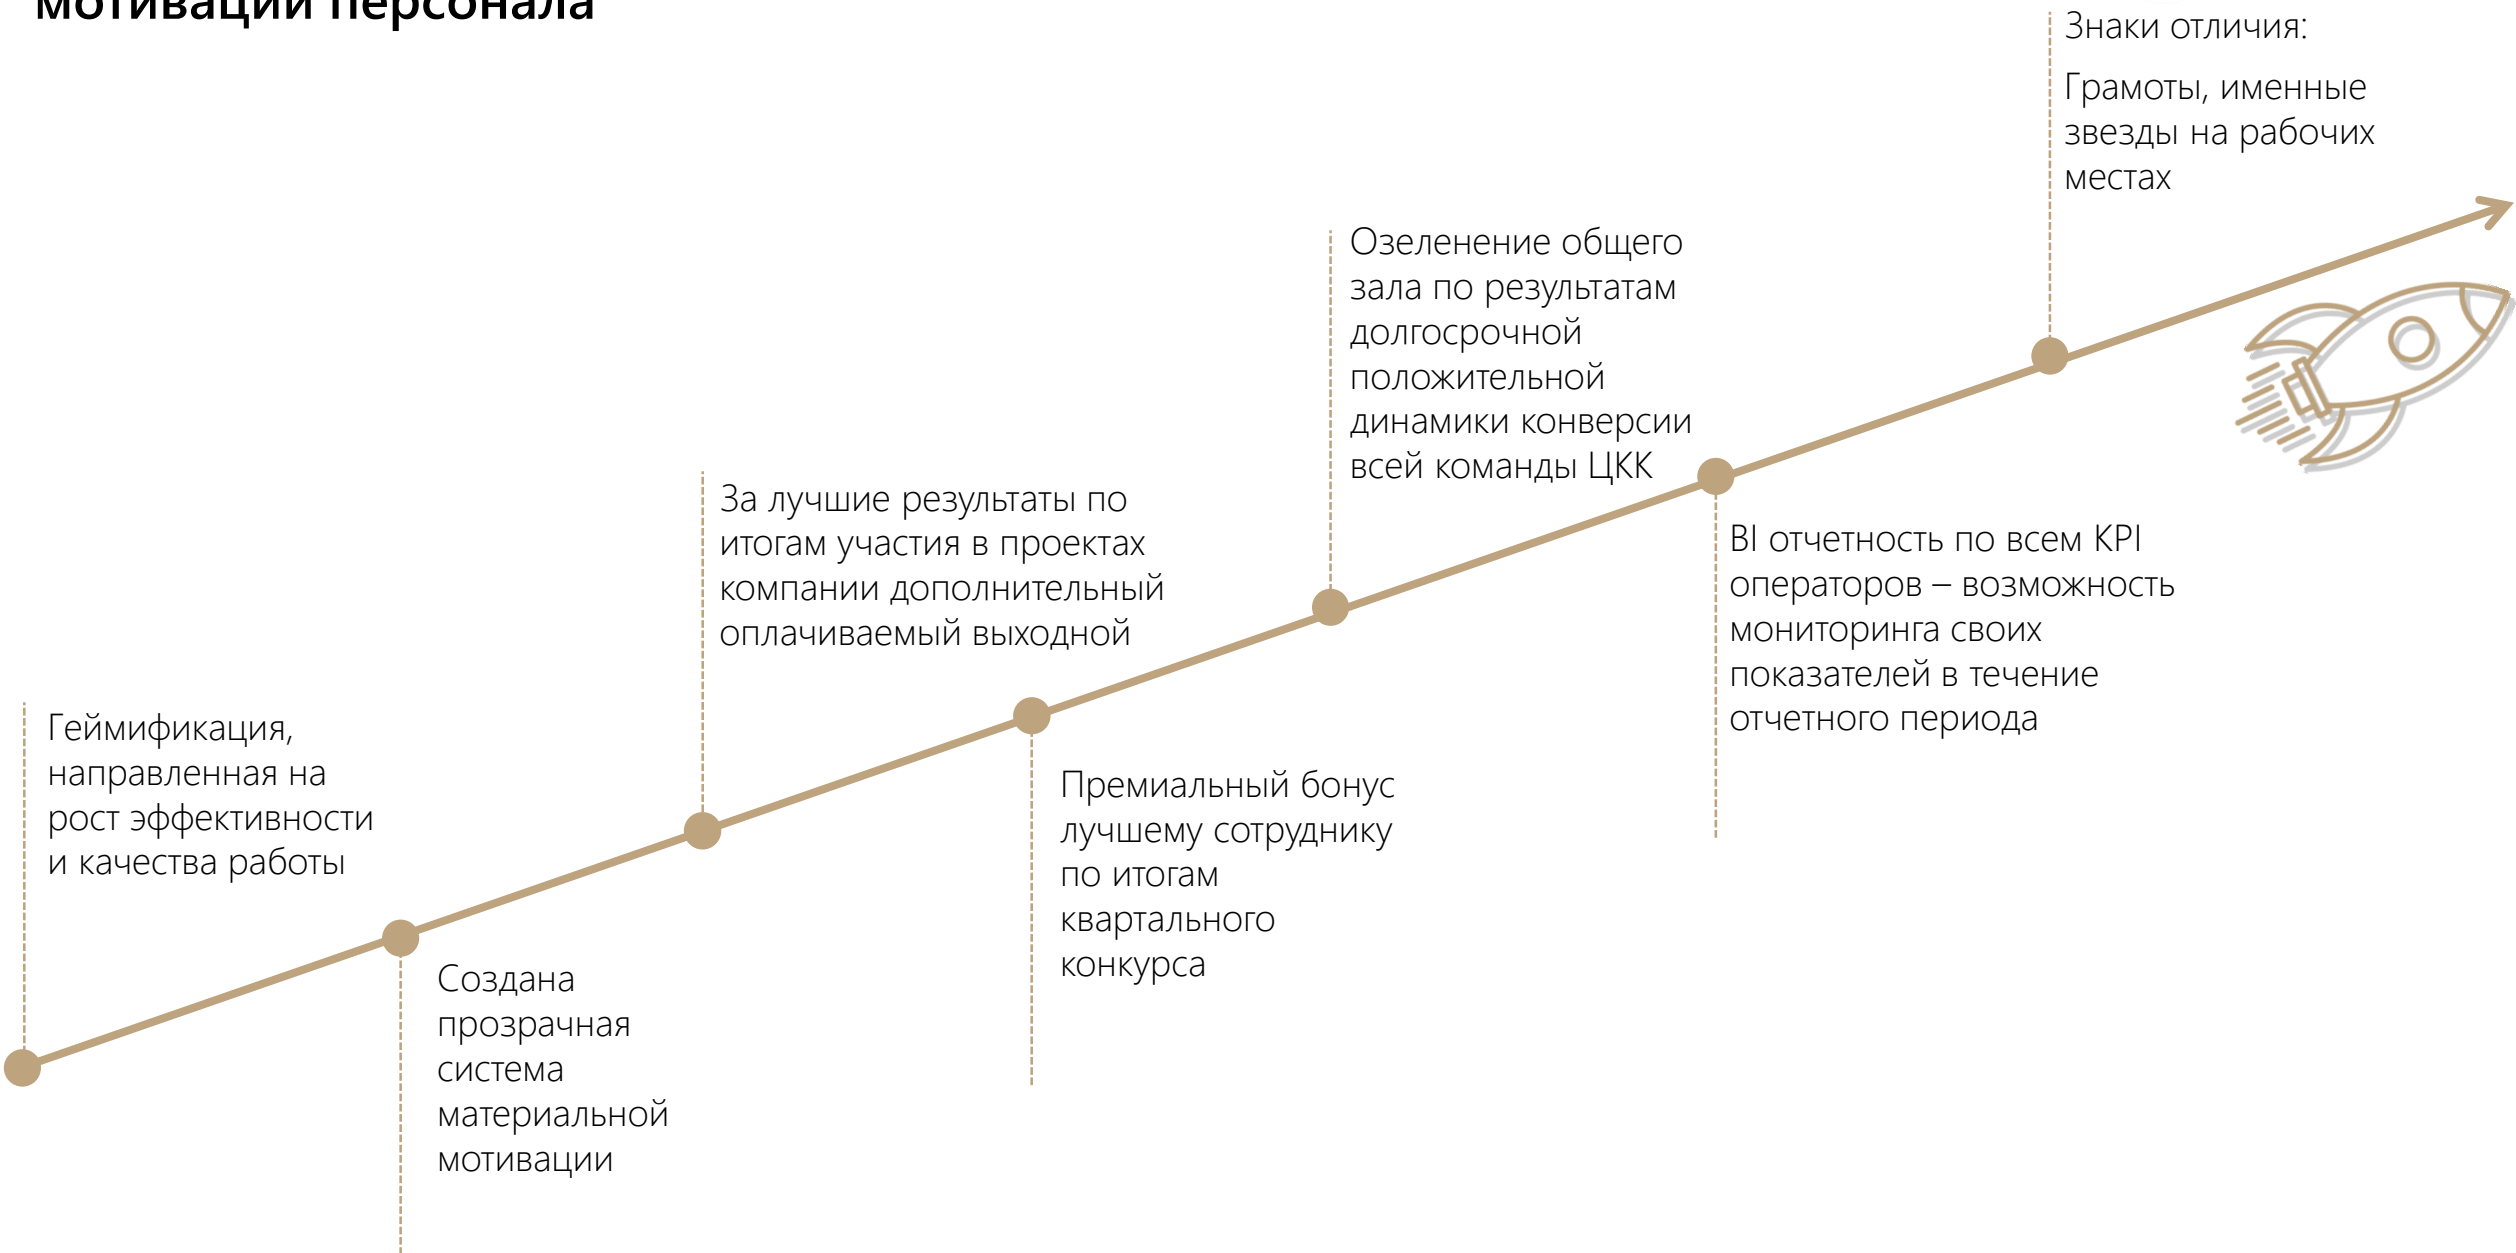 мотивации персонала
Знаки отличия:
Грамоты, именные
звезды на рабочих
местах
Озеленение общего
зала по результатам
долгосрочной
положительной
динамики конверсии
всей команды ЦКК
За лучшие результаты по
итогам участия в проектах
компании дополнительный
оплачиваемый выходной
BI отчетность по всем KPI
операторов – возможность
мониторинга своих
показателей в течение
отчетного периода
Геймификация,
направленная на
рост эффективности
и качества работы
Премиальный бонус
лучшему сотруднику
по итогам
квартального
конкурса
Создана
прозрачная
система
материальной
мотивации